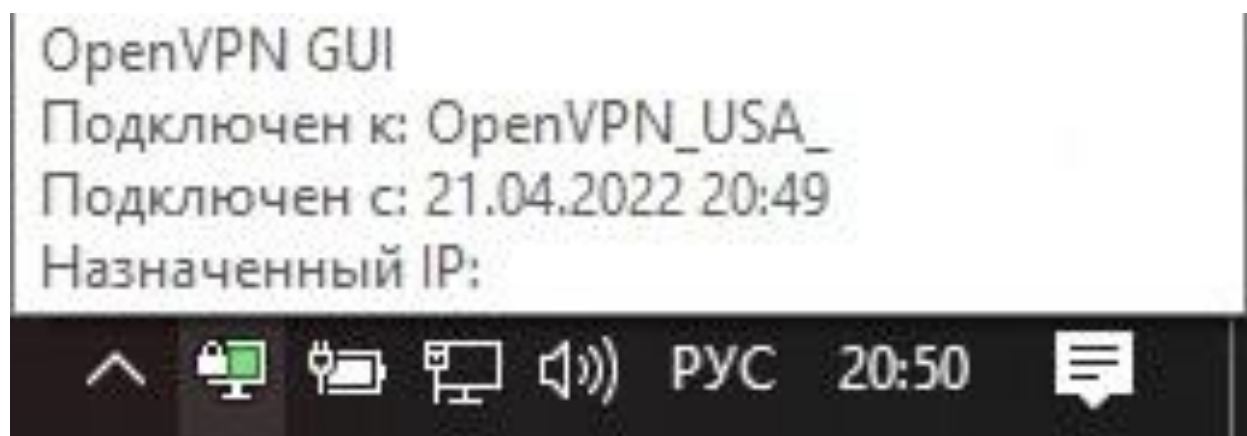 OpenVPN GUI
Подключен к: OpenVPN_USA_
Подключен с: 21.04.2022 20:49
Назначенный IP:
РУС 20:50